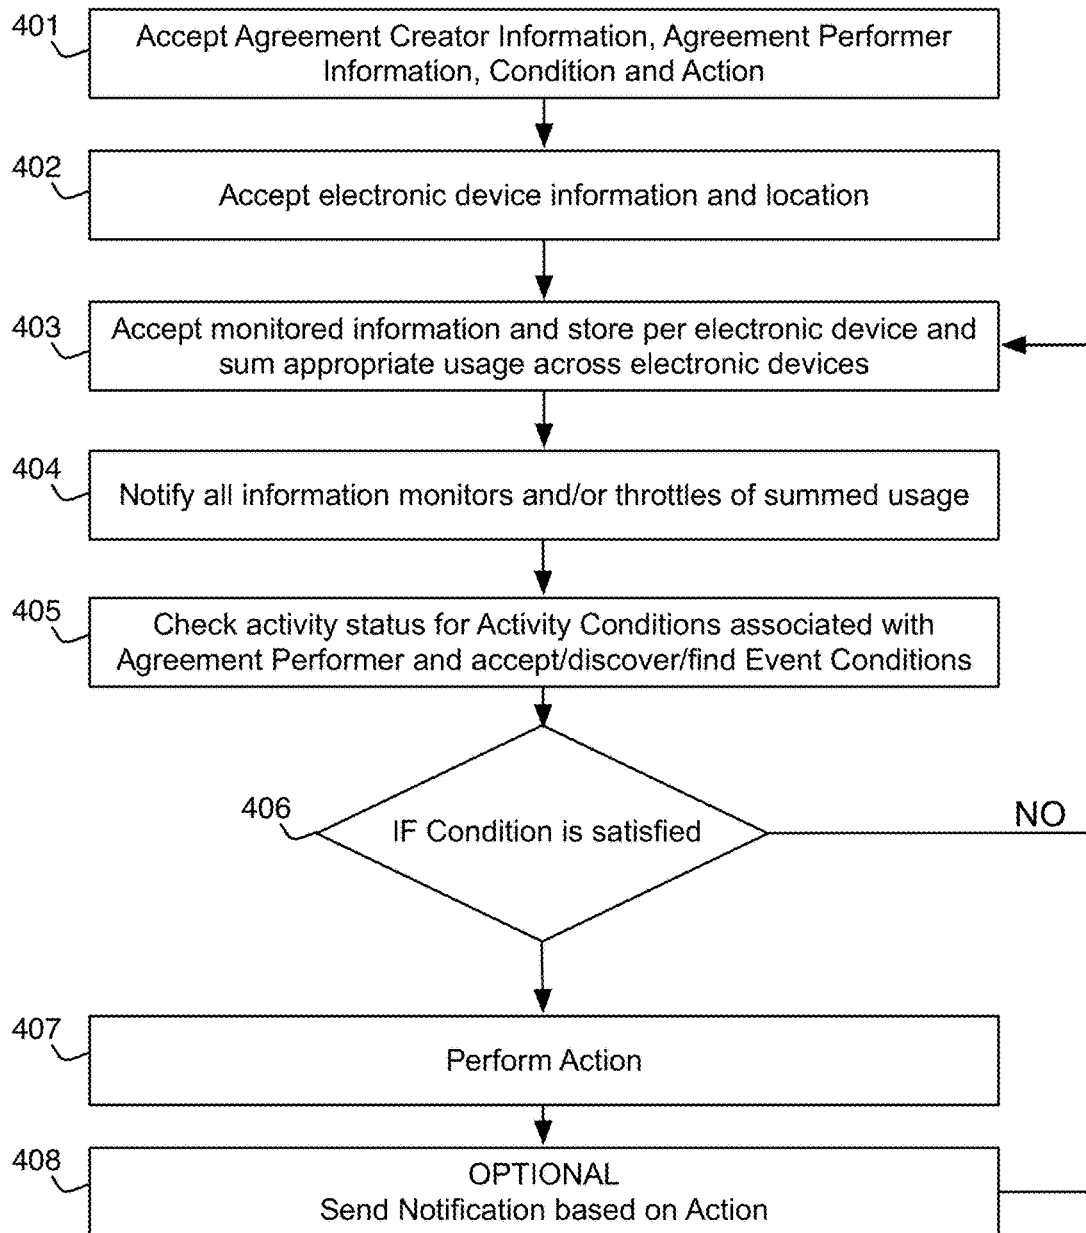 401
Accept Agreement Creator Information, Agreement Performer
Information, Condition and Action
402
Accept electronic device information and location
403
Accept monitored information and store per electronic device and
sum appropriate usage across electronic devices
404
Notify all information monitors and/or throttles of summed usage
405
Check activity status for Activity Conditions associated with
Agreement Performer and accept/discover/find Event Conditions
406
IF Condition is satisfied
NO
407
Perform Action
408
OPTIONAL
Send Notification based on Action